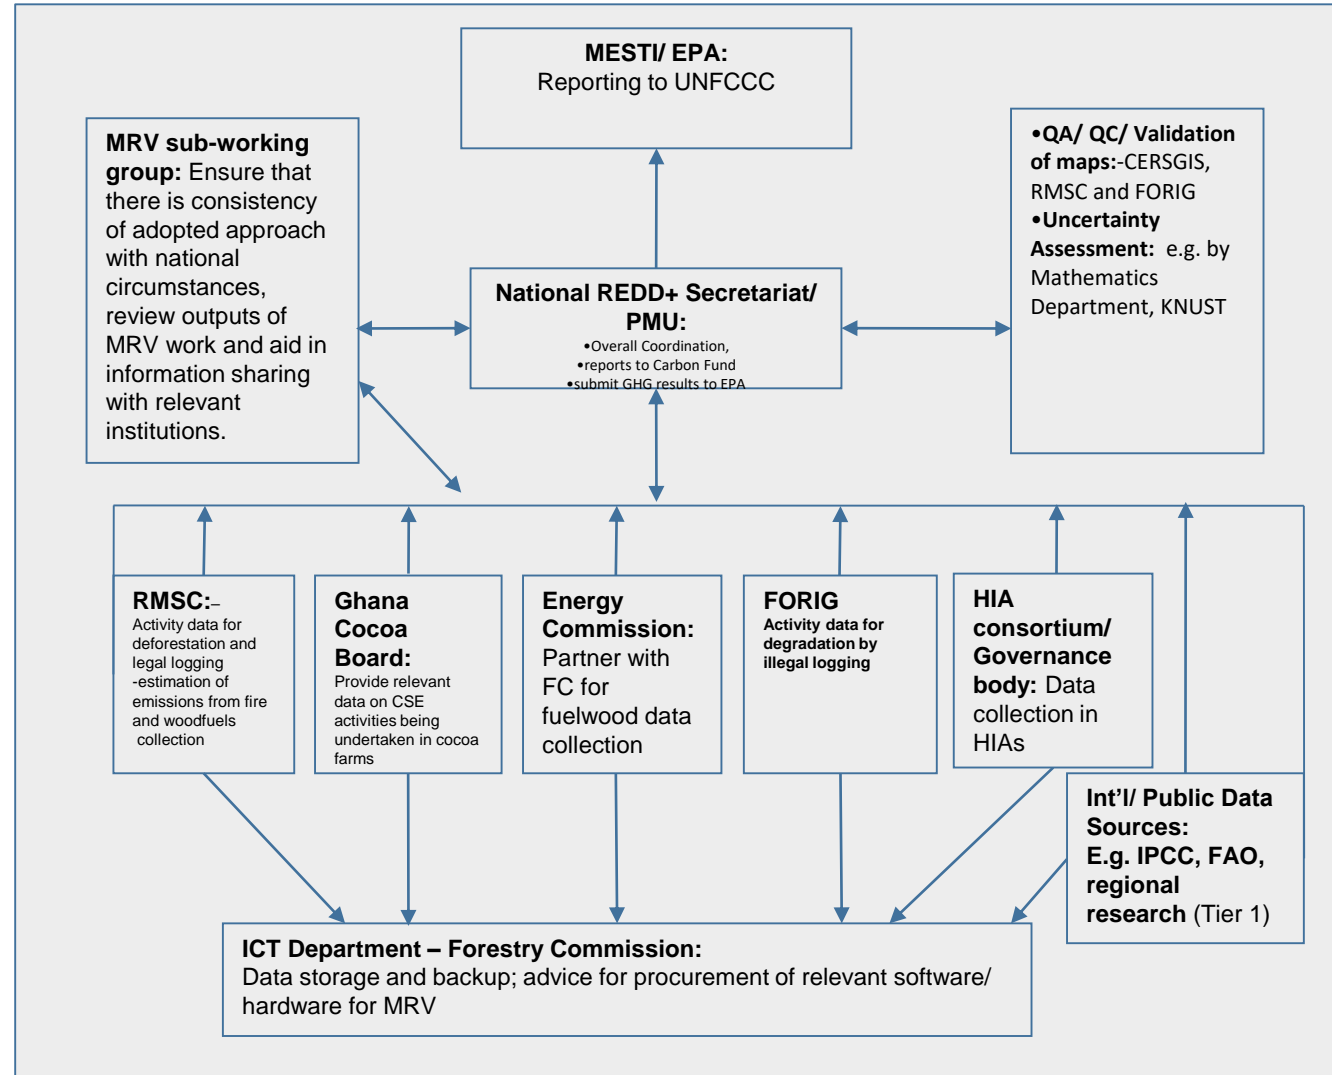 MESTI/ EPA:
Reporting to UNFCCC
MRV sub-working
group: Ensure that
there is consistency
of adopted approach
with national
circumstances,
review outputs of
MRV work and aid in
information sharing
with relevant
institutions.
•QA/ QC/ Validation
of maps:-CERSGIS,
RMSC and FORIG
•Uncertainty
Assessment: e.g. by
Mathematics
Department, KNUST
National REDD+ Secretariat/
PMU:
•Overall Coordination,
•reports to Carbon Fund
•submit GHG results to EPA
RMSC:–
Activity data for
deforestation and
legal logging
-estimation of
emissions from fire
and woodfuels
collection
Ghana
Cocoa
Board:
Provide relevant
data on CSE
activities being
undertaken in cocoa
farms
Energy
Commission:
Partner with
FC for
fuelwood data
collection
FORIG
Activity data for
degradation by
illegal logging
HIA
consortium/
Governance
body: Data
collection in
HIAs
Int'l/ Public Data
Sources:
E.g. IPCC, FAO,
regional
research (Tier 1)
ICT Department – Forestry Commission:
Data storage and backup; advice for procurement of relevant software/
hardware for MRV